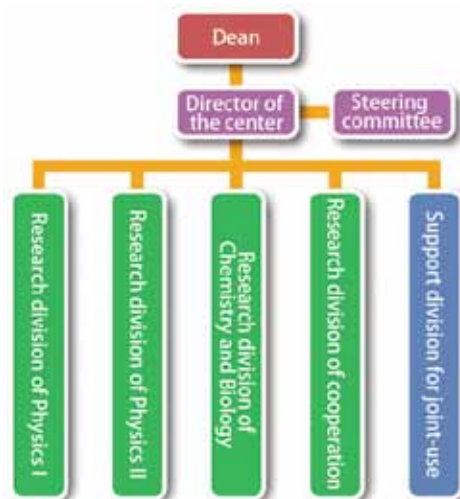 Dean
Director of
the center
Steering
committee
Research division of Physics I
Research division of Physics II
Research division of
Chemistry and Biology
Research division of cooperation
Support division for joint-use